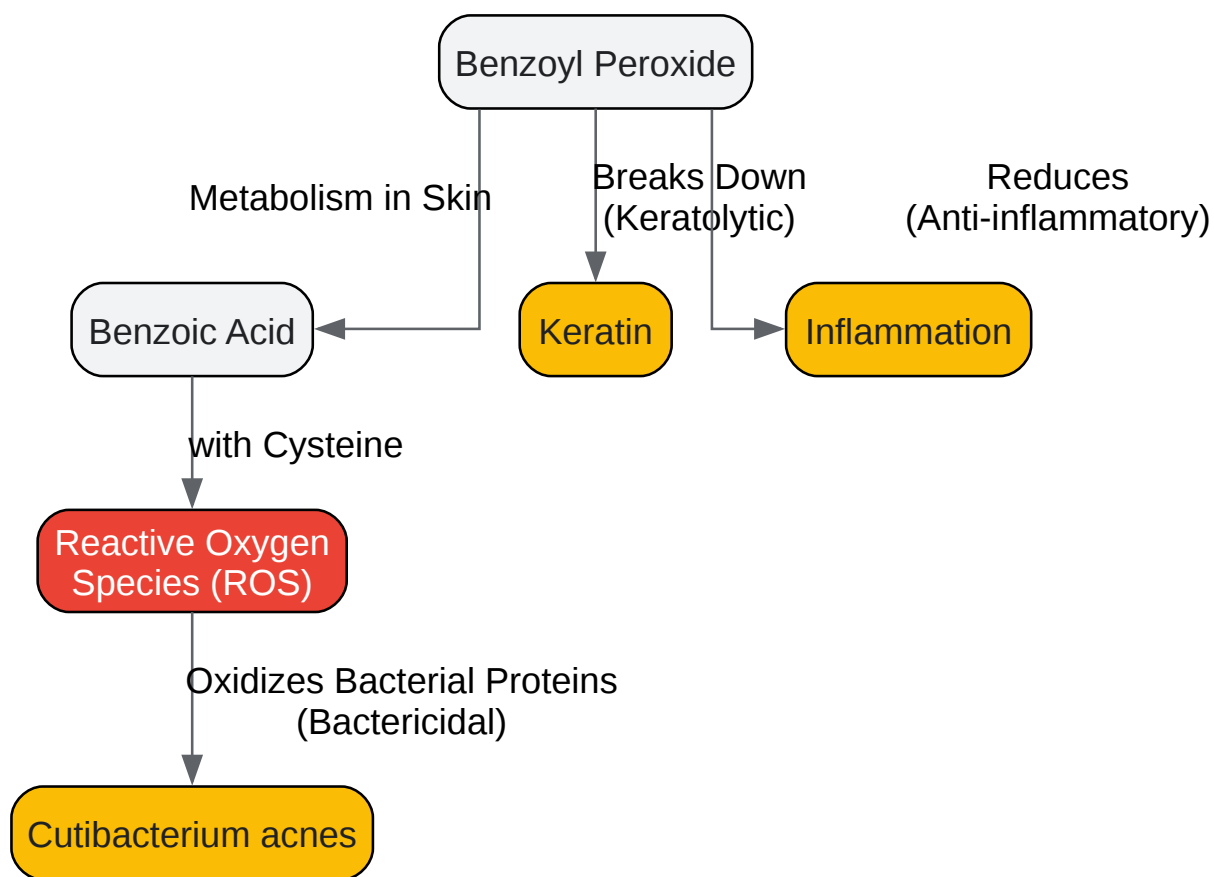 Benzoyl Peroxide
Metabolism in Skin
Breaks Down
(Keratolytic)
Reduces
(Anti-inflammatory)
Benzoic Acid
Keratin
Inflammation
with Cysteine
Reactive Oxygen
Species (ROS)
Oxidizes Bacterial Proteins
(Bactericidal)
Cutibacterium acnes